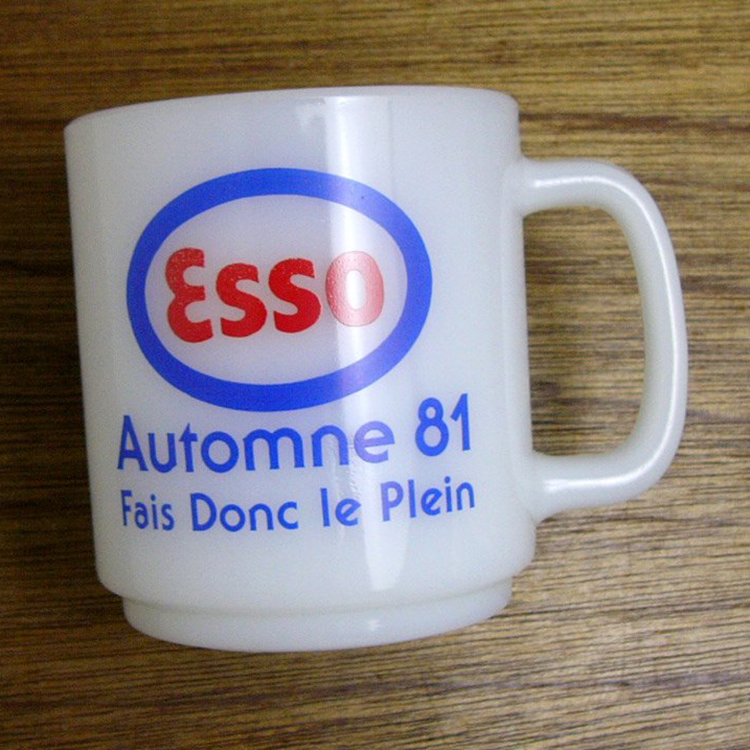 Esso
Automne 81
Fais Donc le Plein